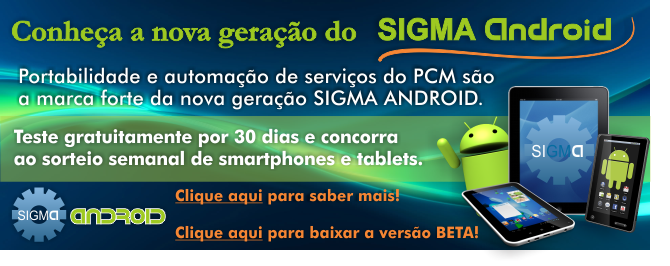 Conheça a nova geração do SIGMA Android
Portabilidade e automação de serviços do PCM são
a marca forte da nova geração SIGMA ANDROID.
Teste gratuitamente por 30 dias e concorra
ao sorteio semanal de smartphones e tablets.
SIGMA
Clique aqui para saber mais!
SIGMA ANDROID
Clique aqui para baixar a versão BETA!